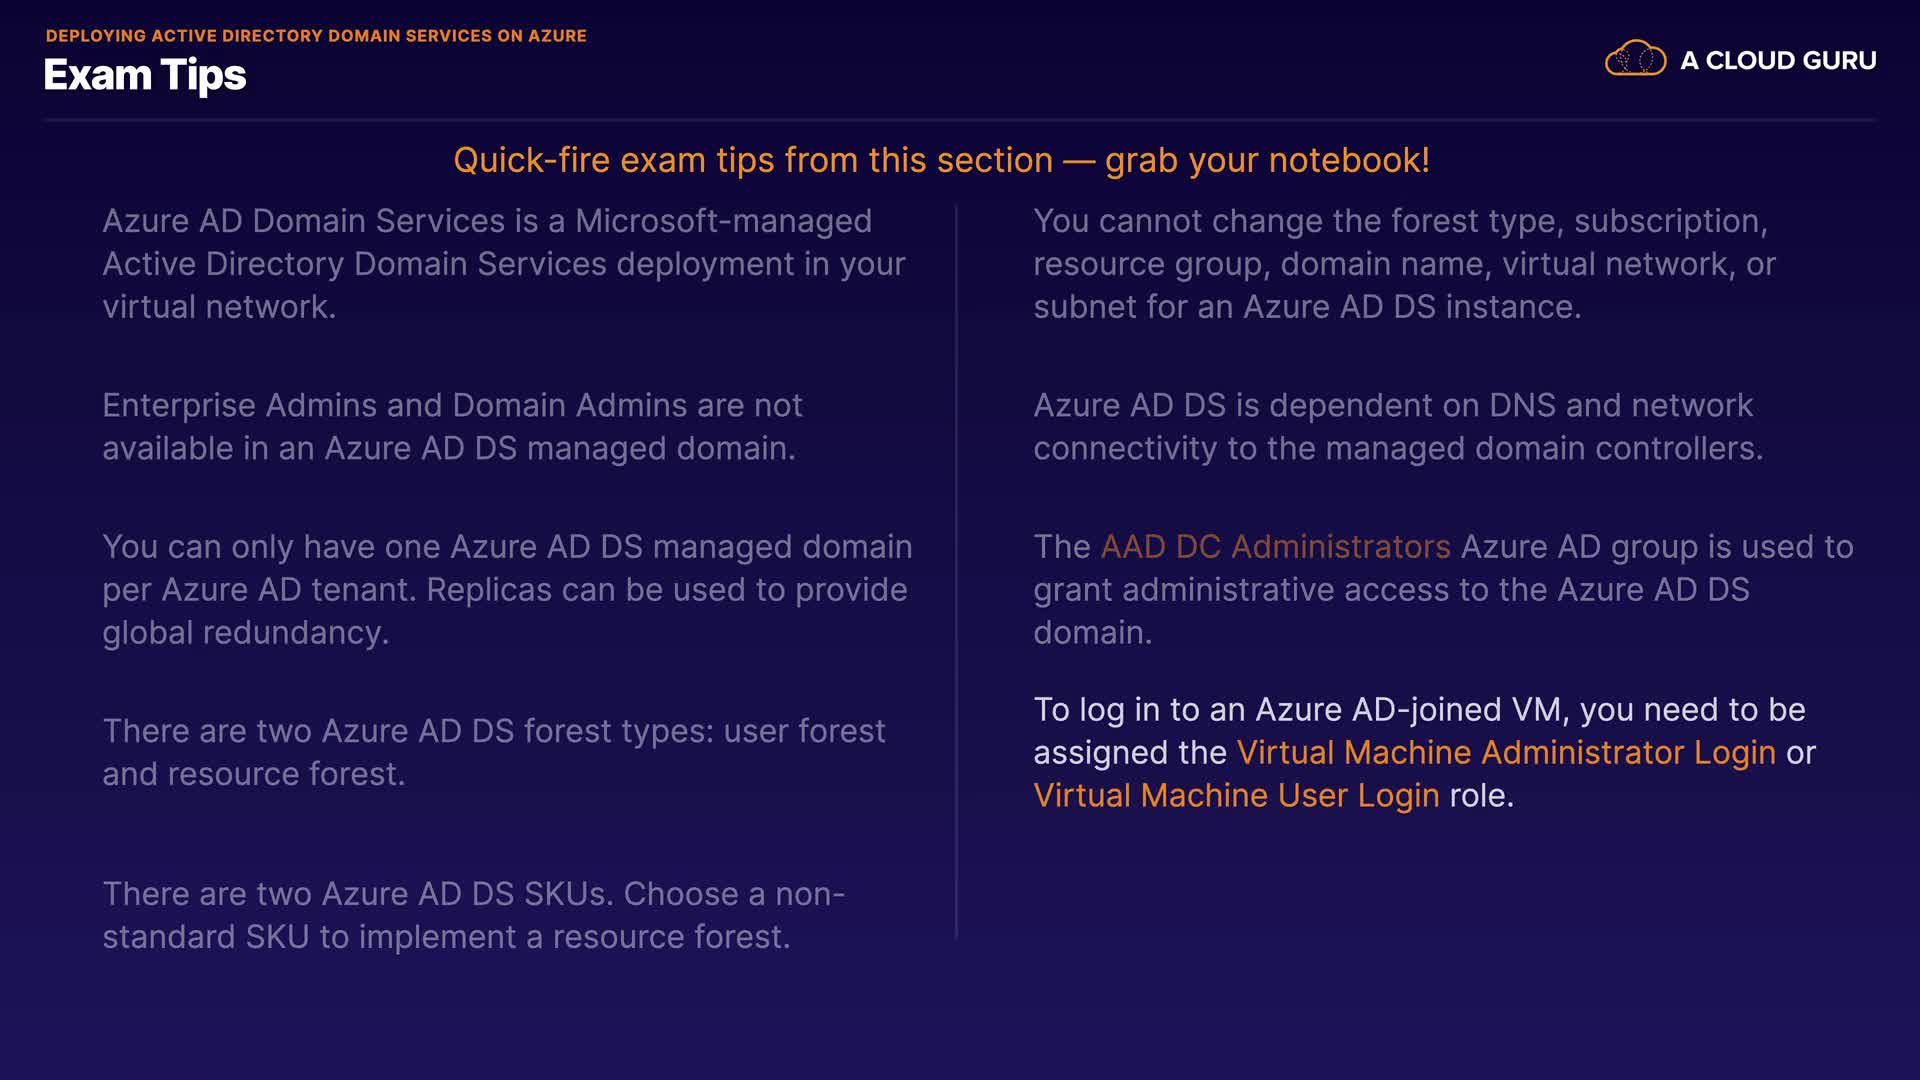 DEPLOYING ACTIVE DIRECTORY DOMAIN SERVICES ON AZURE
Exam Tips
A CLOUD GURU
Quick-fire exam tips from this section — grab your notebook!
Azure AD Domain Services is a Microsoft-managed
Active Directory Domain Services deployment in your
virtual network.
Enterprise Admins and Domain Admins are not
available in an Azure AD DS managed domain.
You can only have one Azure AD DS managed domain
per Azure AD tenant. Replicas can be used to provide
global redundancy.
There are two Azure AD DS forest types: user forest
and resource forest.
There are two Azure AD DS SKUs. Choose a non-
standard SKU to implement a resource forest.
You cannot change the forest type, subscription,
resource group, domain name, virtual network, or
subnet for an Azure AD DS instance.
Azure AD DS is dependent on DNS and network
connectivity to the managed domain controllers.
The AAD DC Administrators Azure AD group is used to
grant administrative access to the Azure AD DS
domain.
To log in to an Azure AD-joined VM, you need to be
assigned the Virtual Machine Administrator Login or
Virtual Machine User Login role.